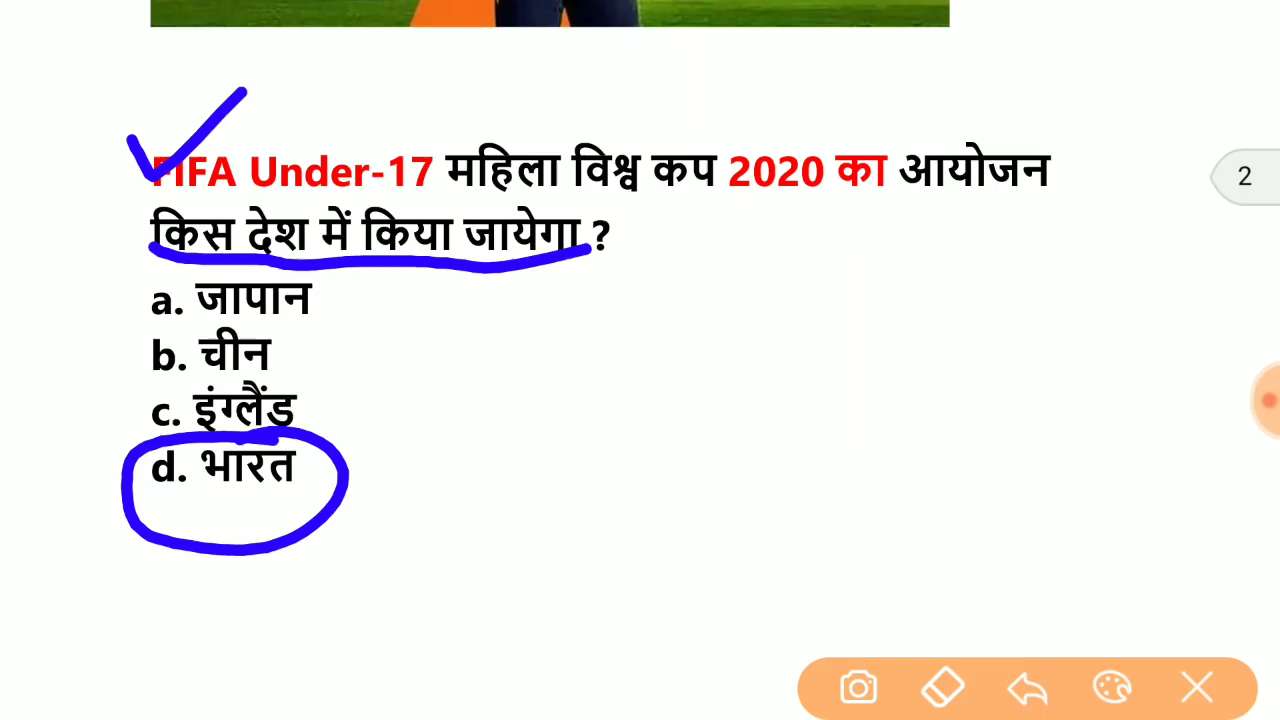 FIFA Under-17 महिला विश्व कप 2020 का आयोजन
किस देश में किया जायेगा ?
a. जापान
b. चीन
c. इंग्लैंड
d. भारत
2